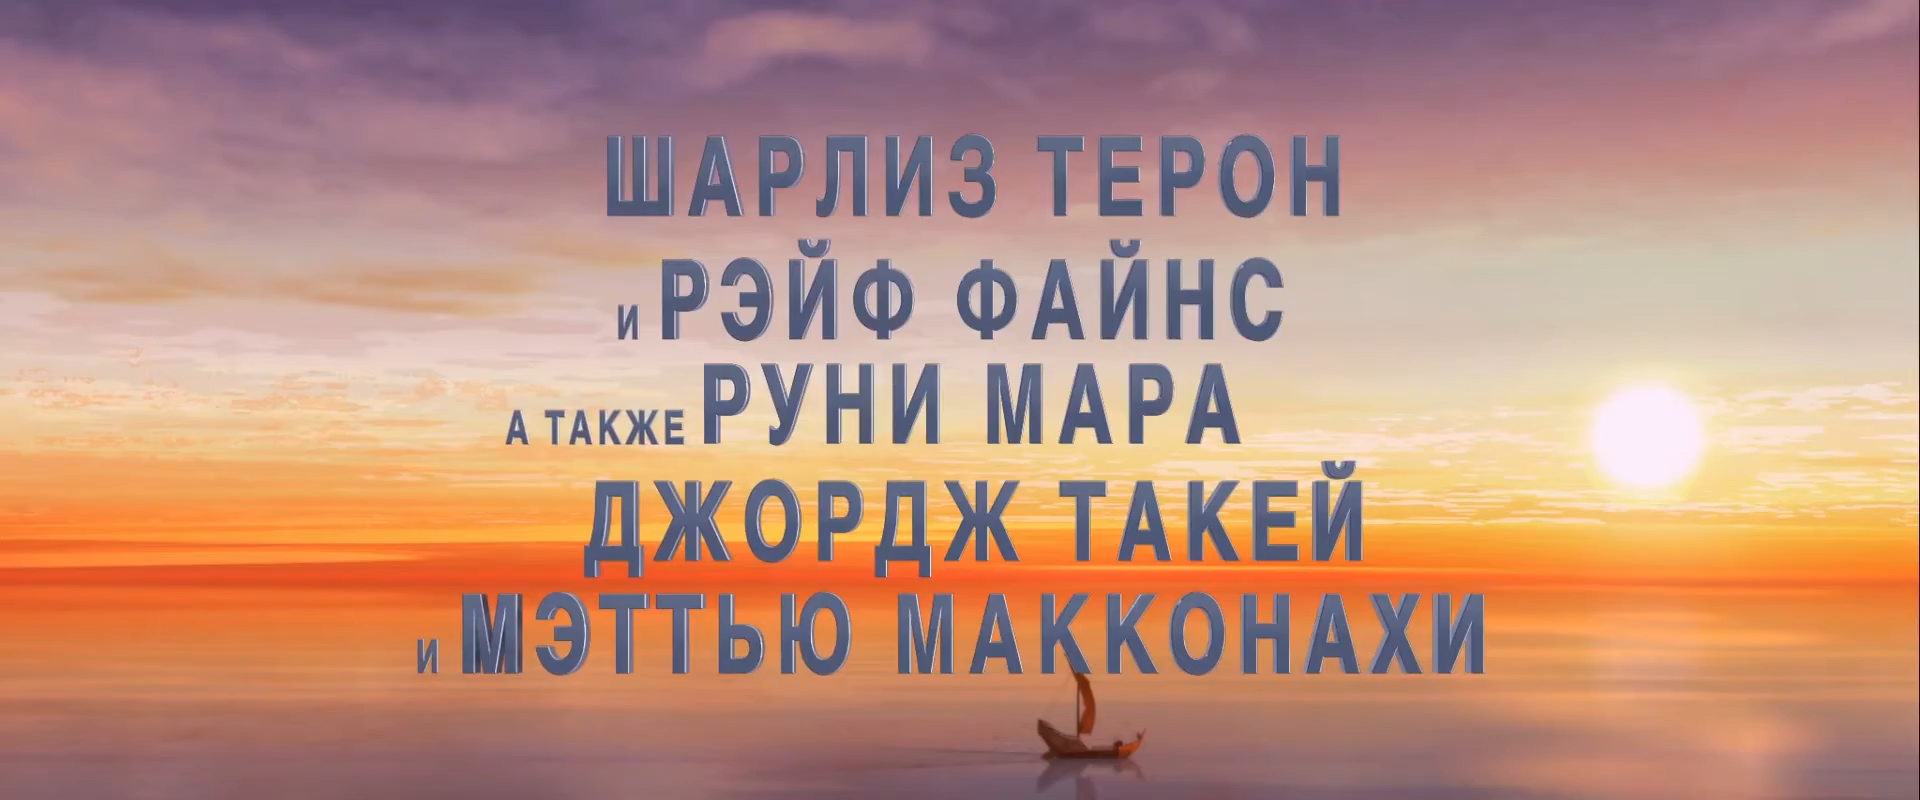 ШАРЛИЗ ТЕРОН
И РЭЙФ ФАЙНС
А ТАКЖЕ РУНИ МАРА
ДЖОРДЖ ТАКЕЙ
И МЭТТЬЮ МАККОНАХИ